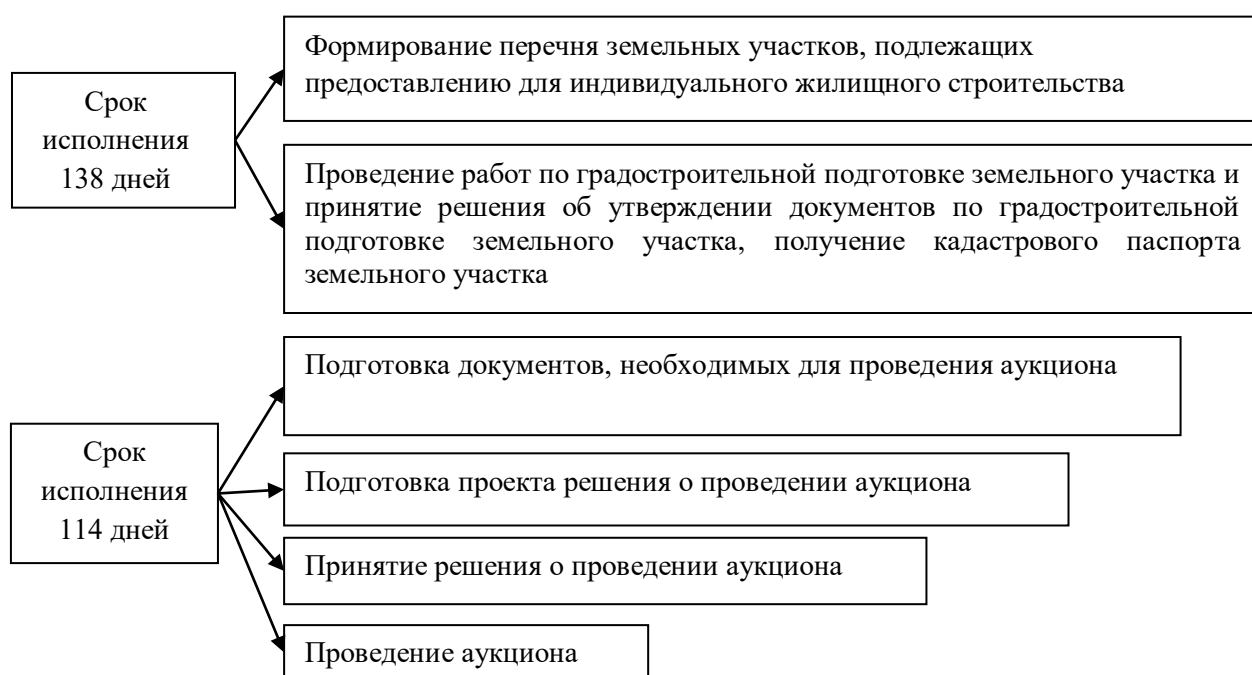 Формирование перечня земельных участков, подлежащих
предоставлению для индивидуального жилищного строительства
Срок
исполнения
138 дней
Проведение работ по градостроительной подготовке земельного участка и
принятие решения об утверждении документов по градостроительной
подготовке земельного участка, получение кадастрового паспорта
земельного участка
Подготовка документов, необходимых для проведения аукциона
Срок
исполнения
114 дней
Подготовка проекта решения о проведении аукциона
Принятие решения о проведении аукциона
Проведение аукциона